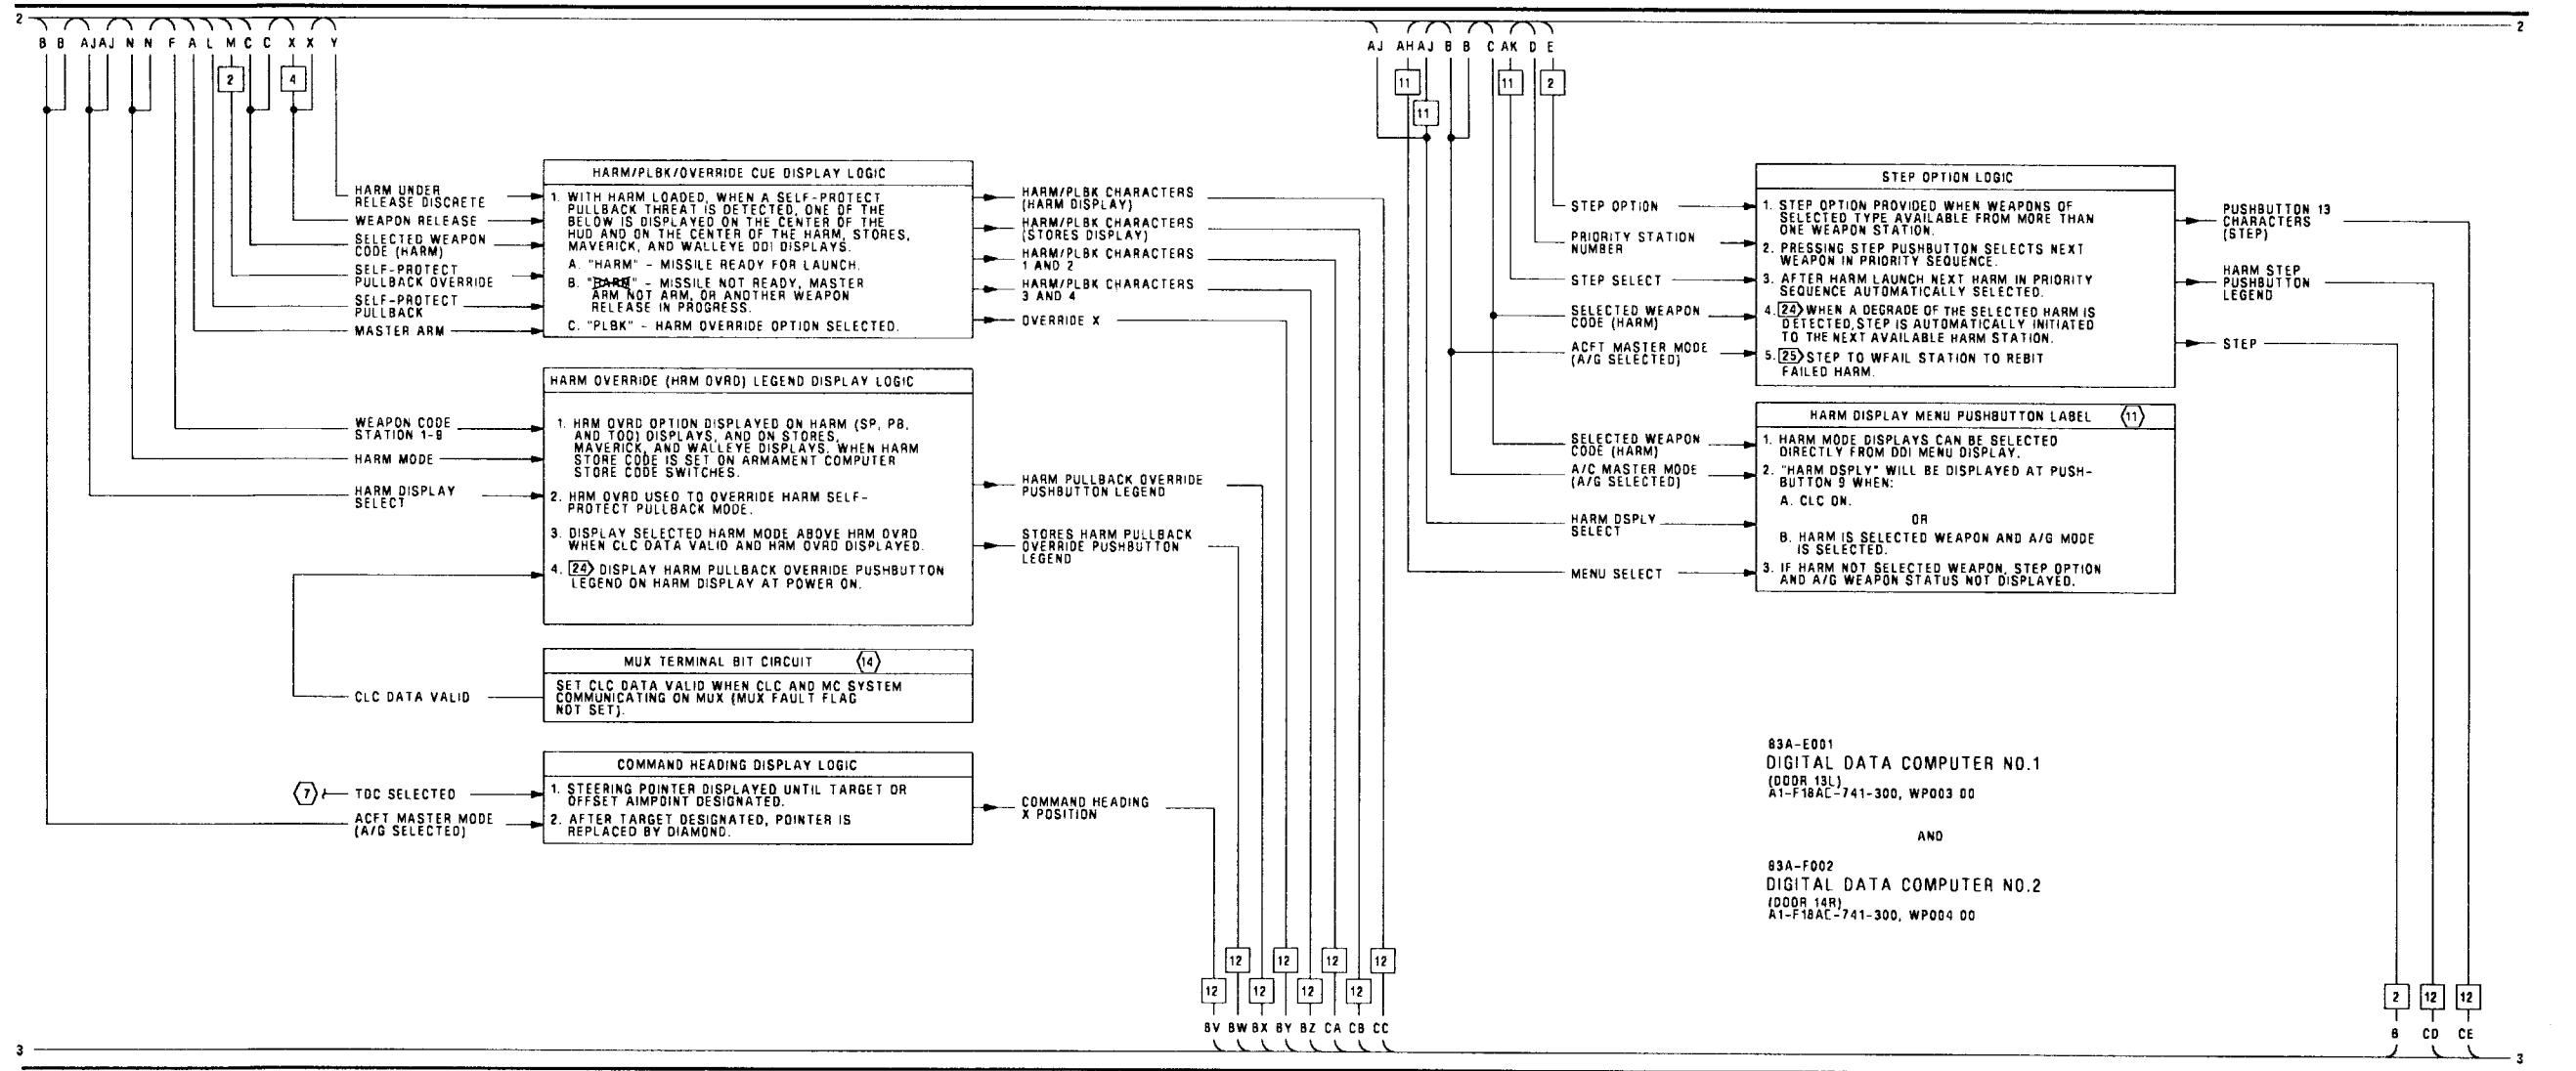 2
B B AJ AJ N N F A L M C C X X Y
2
4
HARM UNDER
RELEASE DISCRETE
WEAPON RELEASE
SELECTED WEAPON
CODE (HARM)
SELF-PROTECT
PULLBACK OVERRIDE
SELF-PROTECT
PULLBACK
MASTER ARM
HARM/PLBK/OVERRIDE CUE DISPLAY LOGIC
1. WITH HARM LOADED, WHEN A SELF-PROTECT
PULLBACK THREAT IS DETECTED, ONE OF THE
BELOW IS DISPLAYED ON THE CENTER OF THE
HUD AND ON THE CENTER OF THE HARM, STORES,
MAVERICK, AND WALLEYE DDI DISPLAYS.
A. "HARM" - MISSILE READY FOR LAUNCH.
B. "HARM" - MISSILE NOT READY, MASTER
ARM NOT ARM, OR ANOTHER WEAPON
RELEASE IN PROGRESS.
C. "PLBK" - HARM OVERRIDE OPTION SELECTED.
HARM/PLBK CHARACTERS
(HARM DISPLAY)
HARM/PLBK CHARACTERS
(STORES DISPLAY)
HARM/PLBK CHARACTERS
1 AND 2
HARM/PLBK CHARACTERS
3 AND 4
OVERRIDE X
WEAPON CODE
STATION 1-9
HARM MODE
HARM DISPLAY
SELECT
HARM OVERRIDE (HRM OVRD) LEGEND DISPLAY LOGIC
1. HRM OVRD OPTION DISPLAYED ON HARM (SP, PB,
AND TOO) DISPLAYS, AND ON STORES,
MAVERICK, AND WALLEYE DISPLAYS, WHEN HARM
STORE CODE IS SET ON ARMAMENT COMPUTER
STORE CODE SWITCHES.
2. HRM OVRD USED TO OVERRIDE HARM SELF-
PROTECT PULLBACK MODE.
3. DISPLAY SELECTED HARM MODE ABOVE HRM OVRD
WHEN CLC DATA VALID AND HRM OVRD DISPLAYED.
4. 24 DISPLAY HARM PULLBACK OVERRIDE PUSHBUTTON
LEGEND ON HARM DISPLAY AT POWER ON.
HARM PULLBACK OVERRIDE
PUSHBUTTON LEGEND
STORES HARM PULLBACK
OVERRIDE PUSHBUTTON
LEGEND
CLC DATA VALID
MUX TERMINAL BIT CIRCUIT 14
SET CLC DATA VALID WHEN CLC AND MC SYSTEM
COMMUNICATING ON MUX (MUX FAULT FLAG
NOT SET).
7 TDC SELECTED
ACFT MASTER MODE
(A/G SELECTED)
COMMAND HEADING DISPLAY LOGIC
1. STEERING POINTER DISPLAYED UNTIL TARGET OR
OFFSET AIMPOINT DESIGNATED.
2. AFTER TARGET DESIGNATED, POINTER IS
REPLACED BY DIAMOND.
COMMAND HEADING
X POSITION
12 12 12 12
12 12 12 12
BV BW BX BY BZ CA CB CC
2
AJ AH AJ B B C AK D E
11
11
11
2
STEP OPTION
PRIORITY STATION
NUMBER
STEP SELECT
SELECTED WEAPON
CODE (HARM)
ACFT MASTER MODE
(A/G SELECTED)
STEP OPTION LOGIC
1. STEP OPTION PROVIDED WHEN WEAPONS OF
SELECTED TYPE AVAILABLE FROM MORE THAN
ONE WEAPON STATION.
2. PRESSING STEP PUSHBUTTON SELECTS NEXT
WEAPON IN PRIORITY SEQUENCE.
3. AFTER HARM LAUNCH NEXT HARM IN PRIORITY
SEQUENCE AUTOMATICALLY SELECTED.
4. 24 WHEN A DEGRADE OF THE SELECTED HARM IS
DETECTED, STEP IS AUTOMATICALLY INITIATED
TO THE NEXT AVAILABLE HARM STATION.
5. 25 STEP TO WFAIL STATION TO REBIT
FAILED HARM.
PUSHBUTTON 13
CHARACTERS
(STEP)
HARM STEP
PUSHBUTTON
LEGEND
STEP
SELECTED WEAPON
CODE (HARM)
A/C MASTER MODE
(A/G SELECTED)
HARM DSPLY
SELECT
MENU SELECT
HARM DISPLAY MENU PUSHBUTTON LABEL 11
1. HARM MODE DISPLAYS CAN BE SELECTED
DIRECTLY FROM DDI MENU DISPLAY.
2. "HARM DSPLY" WILL BE DISPLAYED AT PUSH-
BUTTON 9 WHEN:
A. CLC ON.
OR
B. HARM IS SELECTED WEAPON AND A/G MODE
IS SELECTED.
3. IF HARM NOT SELECTED WEAPON, STEP OPTION
AND A/G WEAPON STATUS NOT DISPLAYED.
83A-E001
DIGITAL DATA COMPUTER NO.1
(DOOR 13L)
A1-F18AC-741-300, WP003 00
AND
83A-F002
DIGITAL DATA COMPUTER NO.2
(DOOR 14R)
A1-F18AC-741-300, WP004 00
2 12 12
B CD CE
3
3